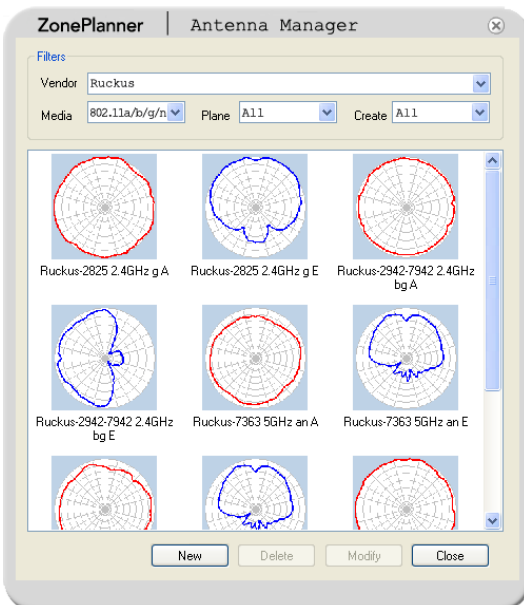 ZonePlanner | Antenna Manager
Filters
Vendor Ruckus
Media 802.11a/b/g/n Plane All Create All
Ruckus-2825 2.4GHz g A
Ruckus-2825 2.4GHz g E
Ruckus-2942-7942 2.4GHz
bg A
Ruckus-2942-7942 2.4GHz
bg E
Ruckus-7363 5GHz an A
Ruckus-7363 5GHz an E
New Delete Modify Close